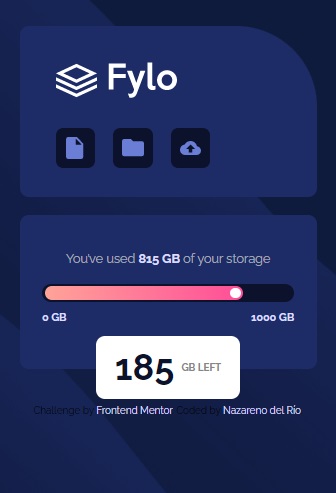 Fylo
You've used 815 GB of your storage
0 GB
1000 GB
185 GB LEFT
Challenge by Frontend Mentor. Coded by Nazareno del Río